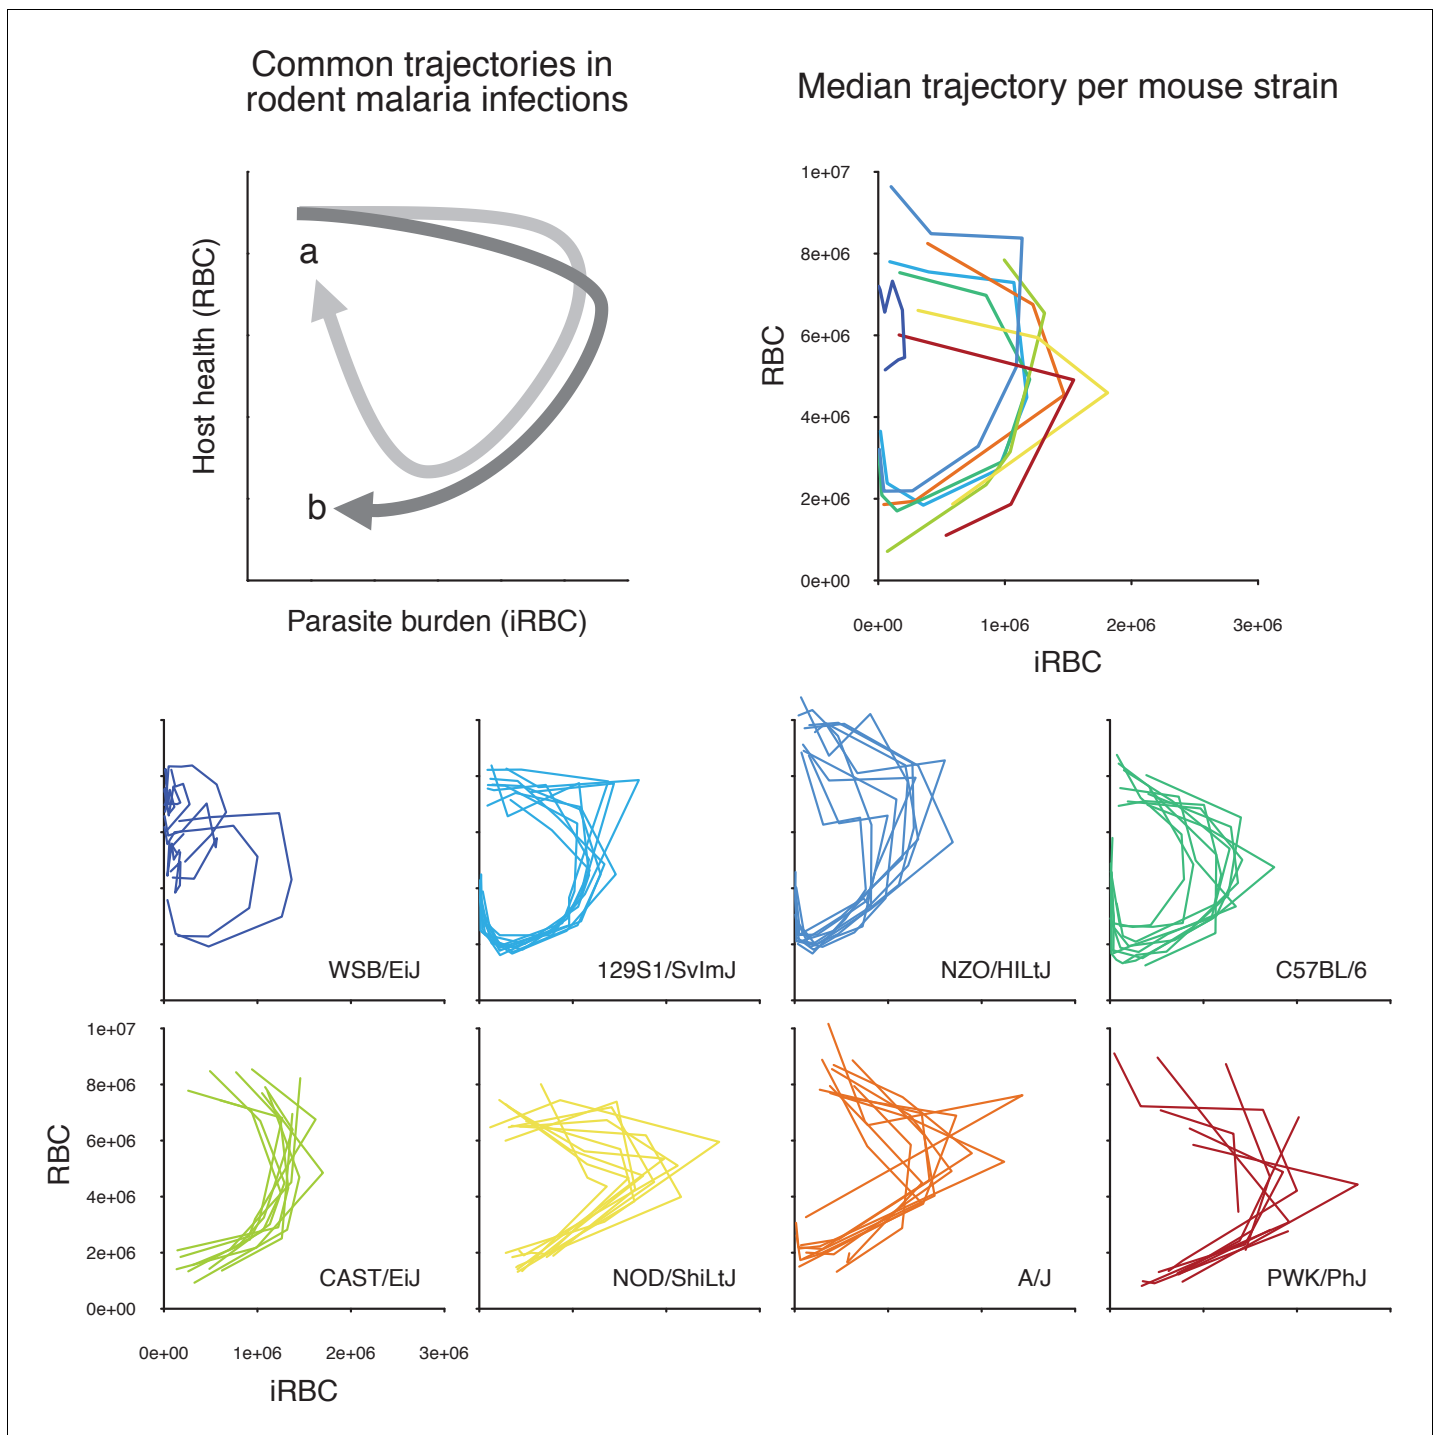 Common trajectories in
rodent malaria infections
Host health (RBC)
a
b
Parasite burden (iRBC)
Median trajectory per mouse strain
RBC
1e+07
8e+06
6e+06
4e+06
2e+06
0e+00
0e+00 1e+06 2e+06 3e+06
iRBC
WSB/EiJ
129S1/SvImJ
NZO/HILtJ
C57BL/6
RBC
1e+07
8e+06
6e+06
4e+06
2e+06
0e+00
CAST/EiJ
NOD/ShiLtJ
A/J
PWK/PhJ
0e+00 1e+06 2e+06 3e+06
iRBC